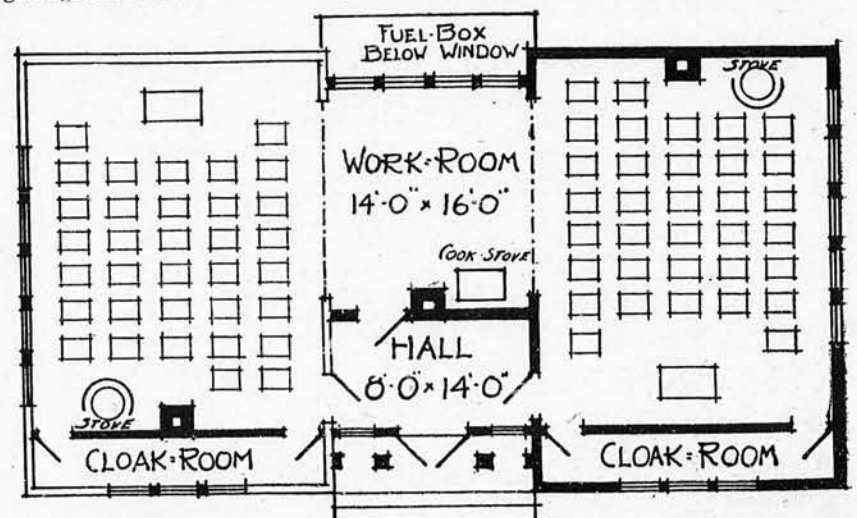 FUEL-BOX
BELOW WINDOW
STOVE
WORK=ROOM
14'-0" × 16'-0"
COOK STOVE
HALL
8'-0" × 14'-0"
STOVE
CLOAK=ROOM
CLOAK=ROOM